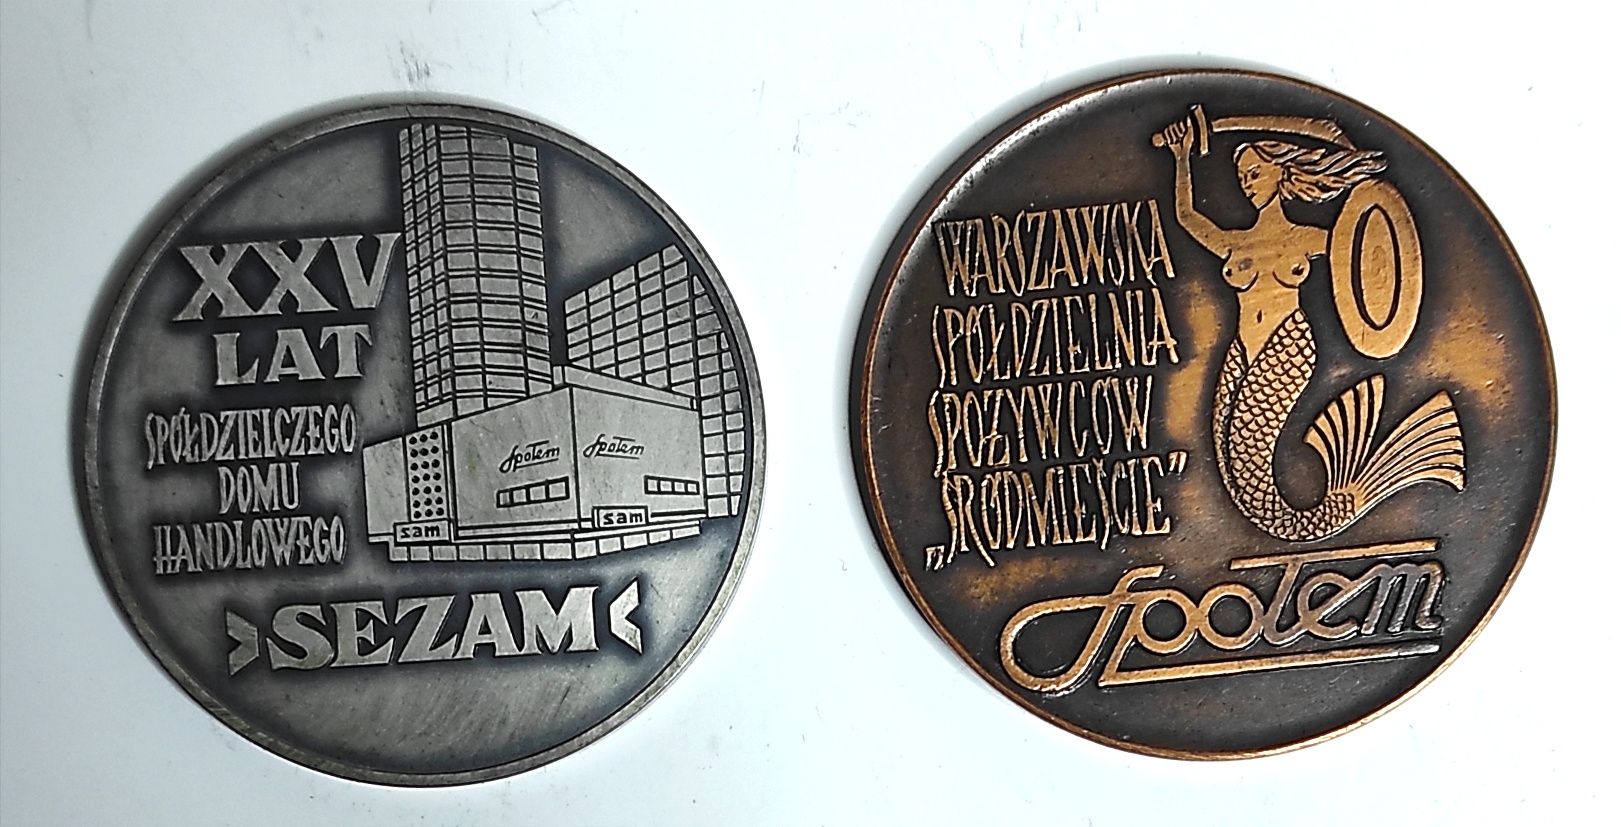 XXV
LAT
SPÓŁDZIELCZEGO
DOMU
HANDLOWEGO
SEZAM
Społem
Społem
sam
sam
WARSZAWSKA
SPÓŁDZIELNIA
SPOŻYWCÓW
„ŚRÓDMIEŚCIE”
Społem